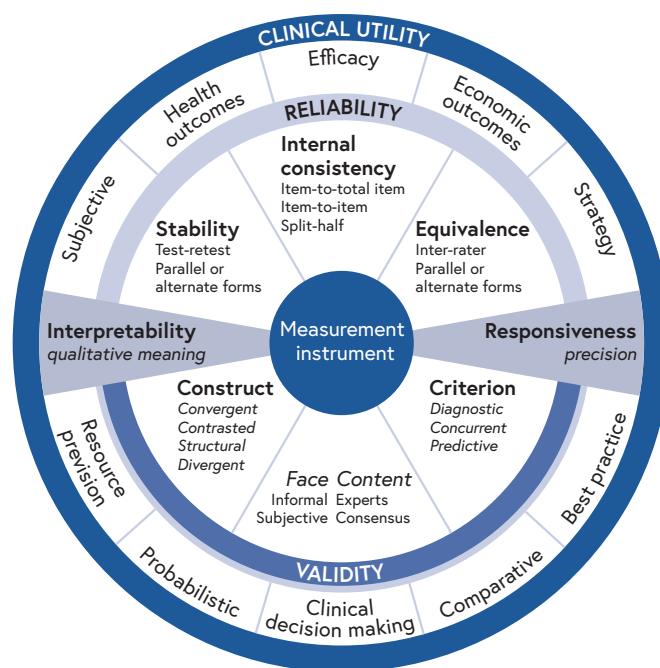 CLINICAL UTILITY
Efficacy
Health
outcomes
Economic
outcomes
Subjective
Strategy
RELIABILITY
Internal
consistency
Item-to-total item
Item-to-item
Split-half
Stability
Test-retest
Parallel or
alternate forms
Equivalence
Inter-rater
Parallel or
alternate forms
Interpretability
qualitative meaning
Measurement
instrument
Responsiveness
precision
Construct
Convergent
Contrasted
Structural
Divergent
Criterion
Diagnostic
Concurrent
Predictive
Face Content
Informal Experts
Subjective Consensus
VALIDITY
Resource
prevision
Probabilistic
Clinical
decision making
Comparative
Best practice